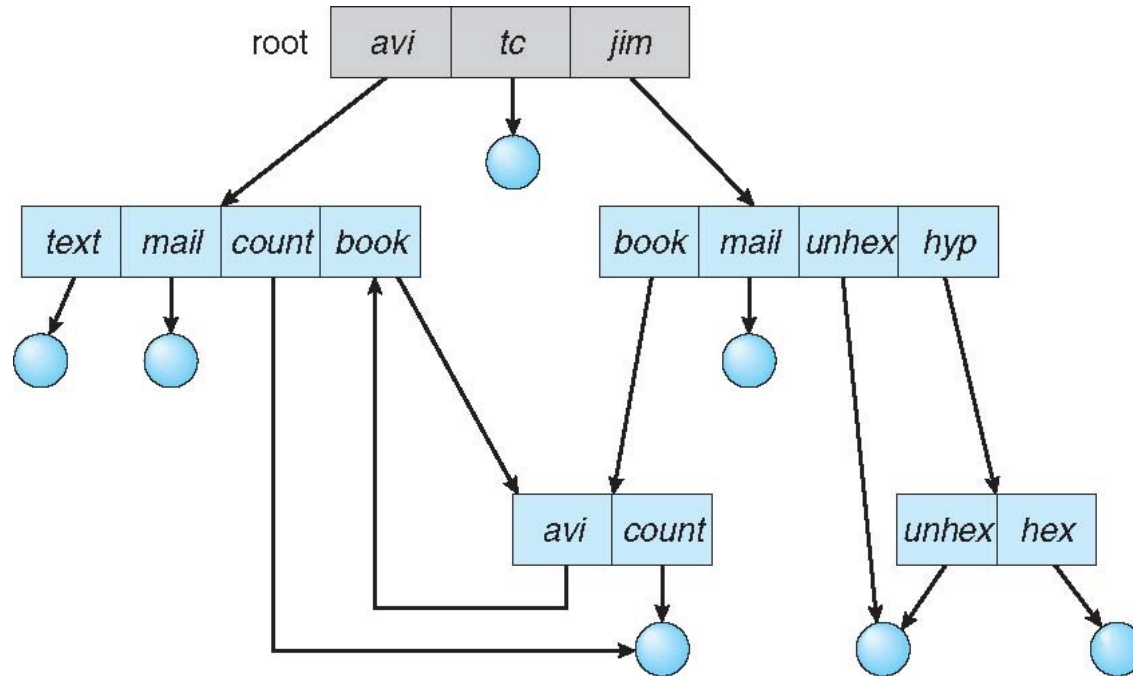 root avi tc jim
text mail count book book mail unhex hyp
avi count unhex hex